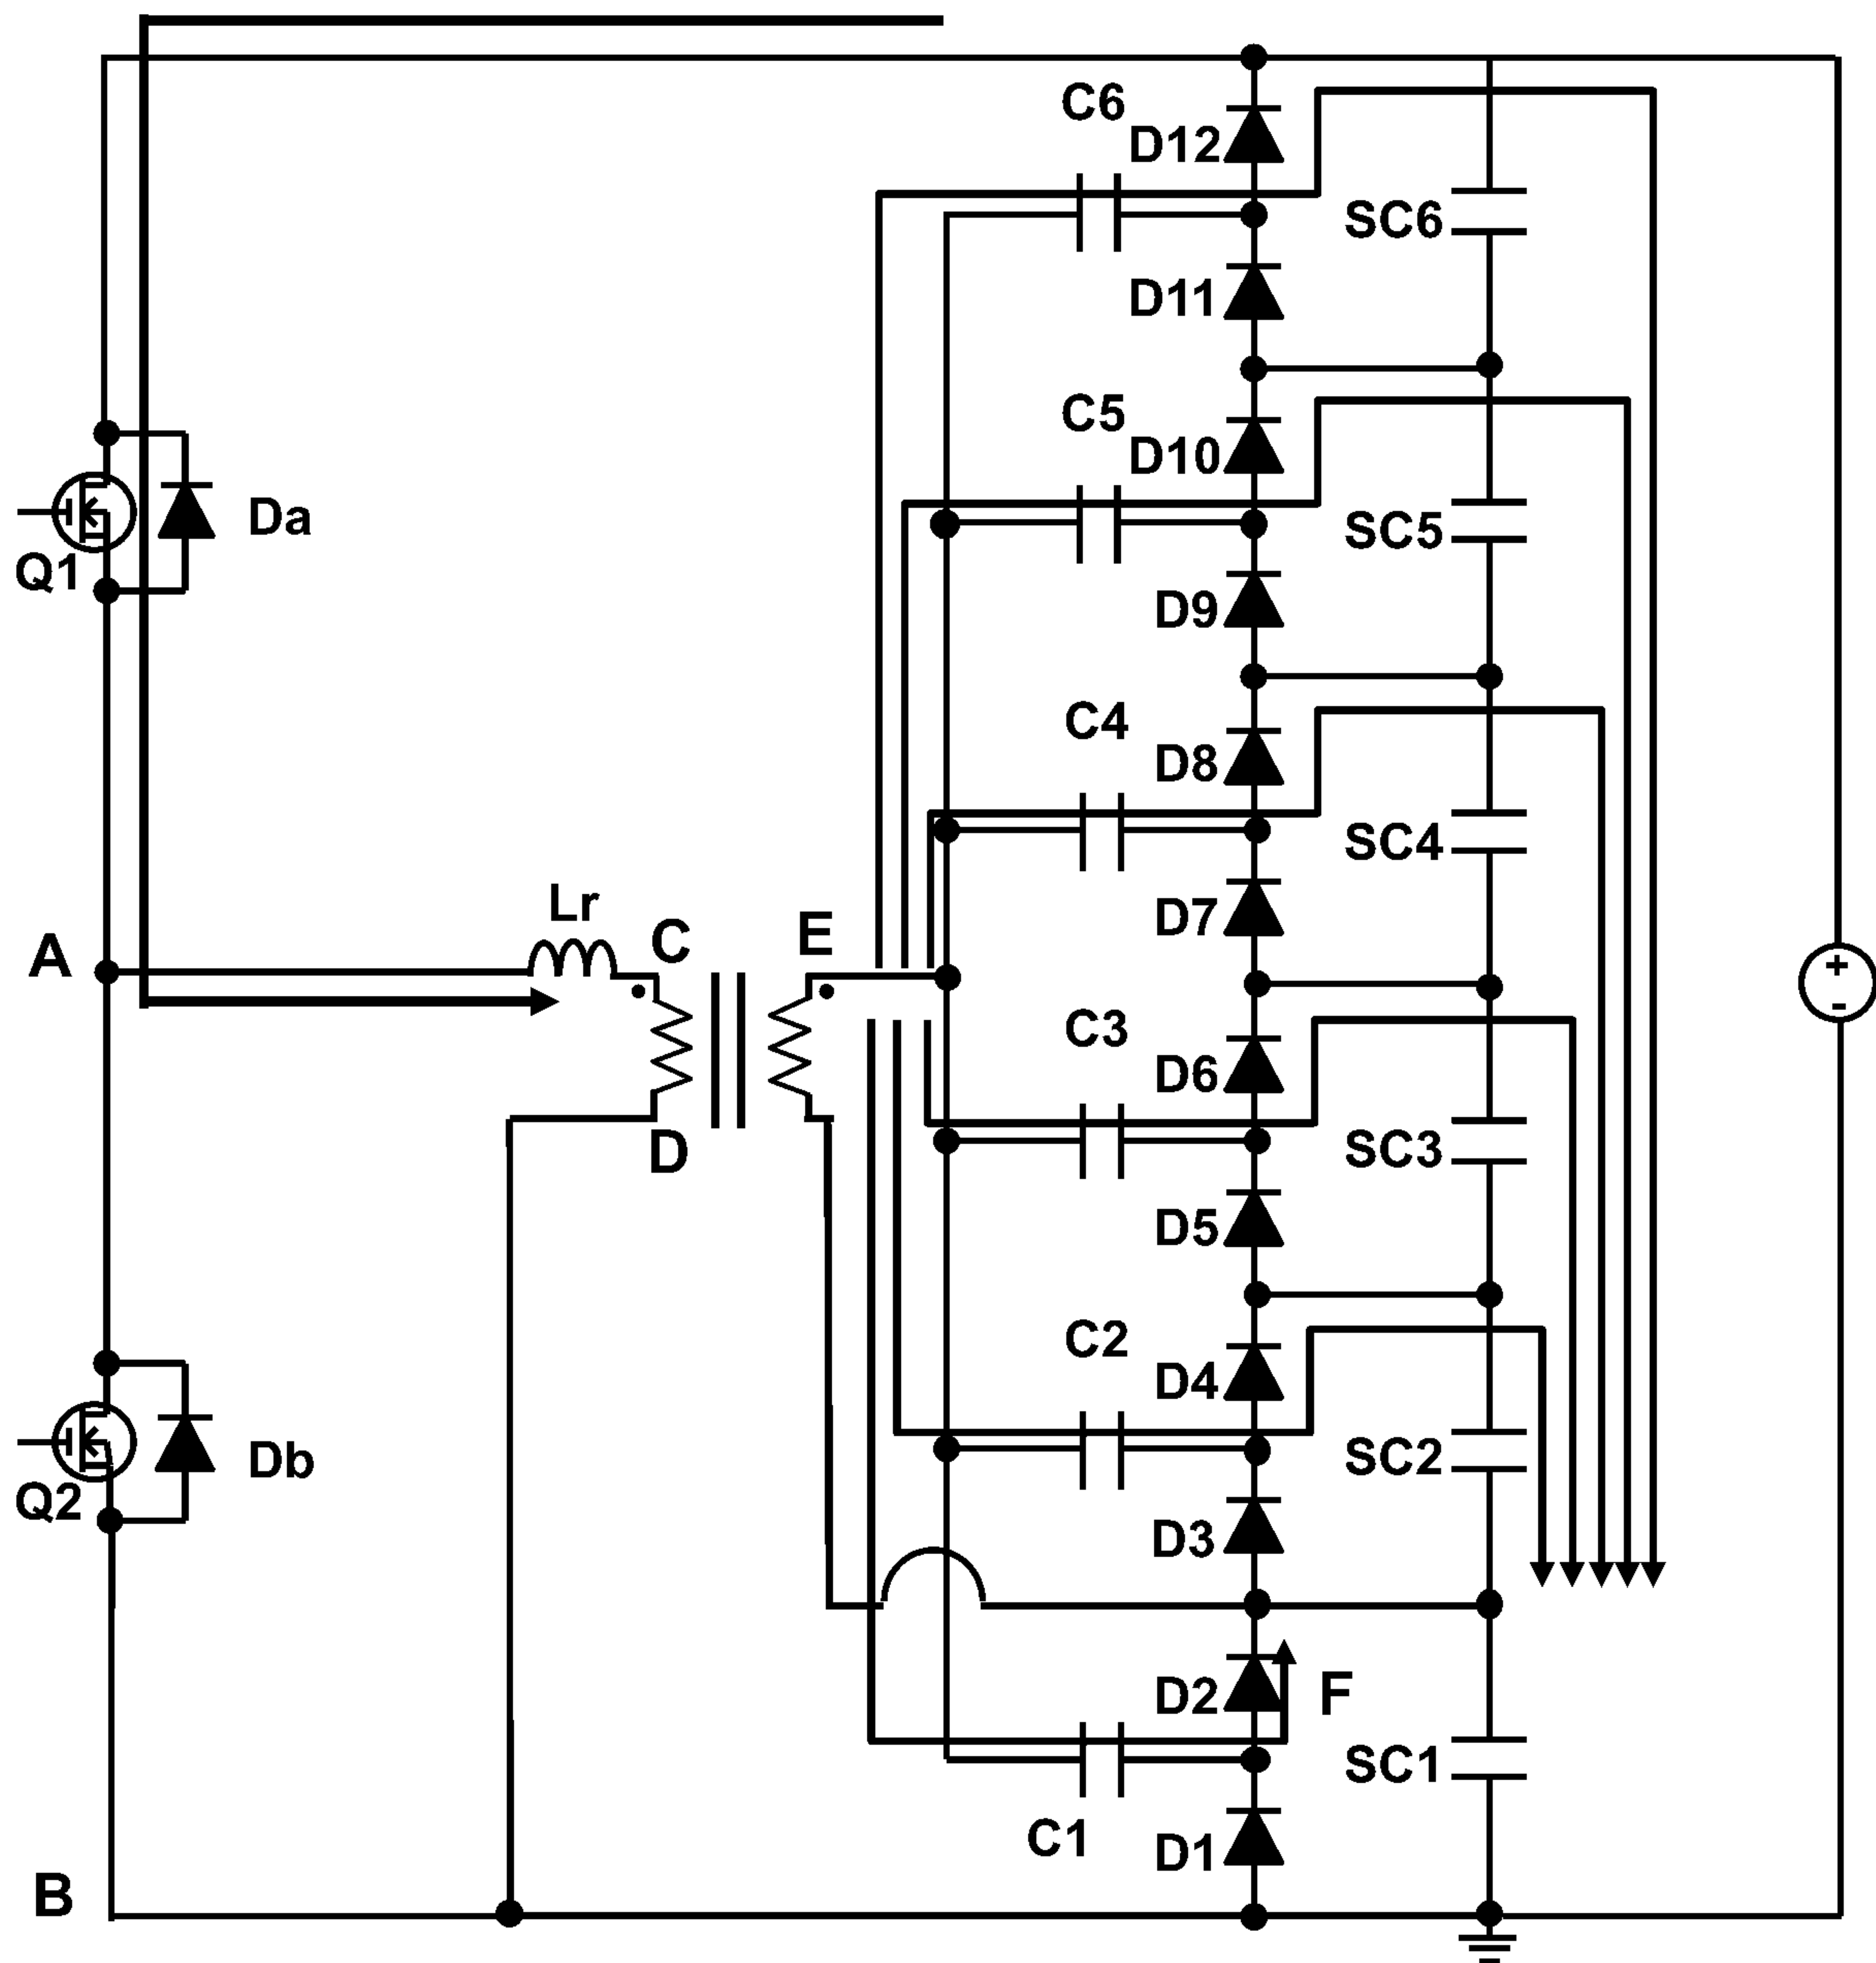 C6
D12
SC6
D11
C5
D10
Da
SC5
Q1
D9
C4
D8
SC4
Lr
C
E
D7
A
+
-
C3
D6
D
SC3
D5
C2
D4
Db
SC2
Q2
D3
D2
F
SC1
C1
D1
B